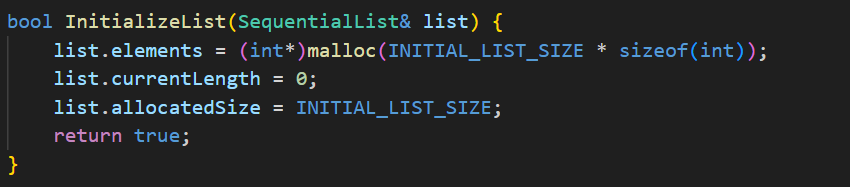 bool InitializeList(SequentialList& list) {
    list.elements = (int*)malloc(INITIAL_LIST_SIZE * sizeof(int));
    list.currentLength = 0;
    list.allocatedSize = INITIAL_LIST_SIZE;
    return true;
}